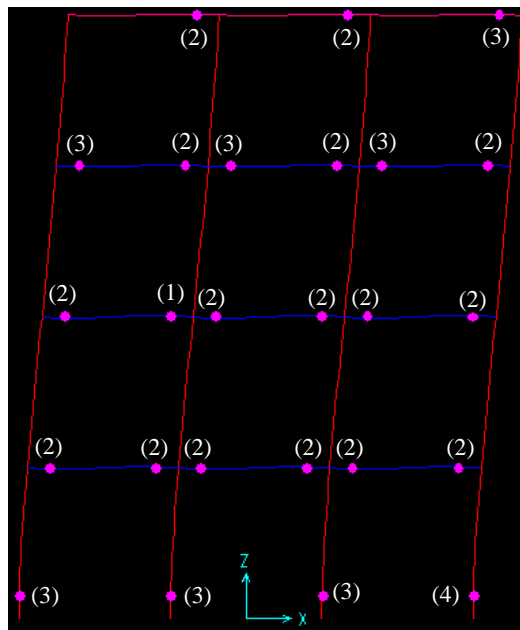 (2) (2) (3)
(3) (2) (3) (2) (3) (2)
(2) (1) (2) (2) (2) (2)
(2) (2) (2) (2) (2) (2)
Z
(3) (3) (3) (4)
X